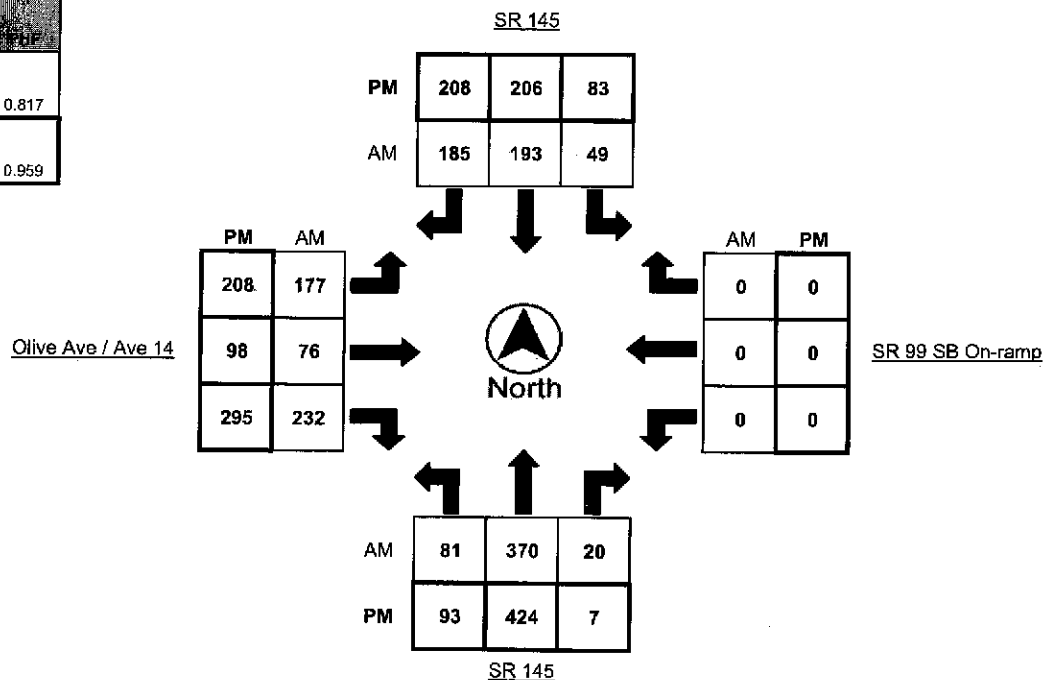 PHF
0.817
0.959
SR 145
PM 208 206 83
AM 185 193 49
PM AM
208 177
98 76
295 232
Olive Ave / Ave 14
North
AM PM
0 0
0 0
0 0
SR 99 SB On-ramp
AM 81 370 20
PM 93 424 7
SR 145